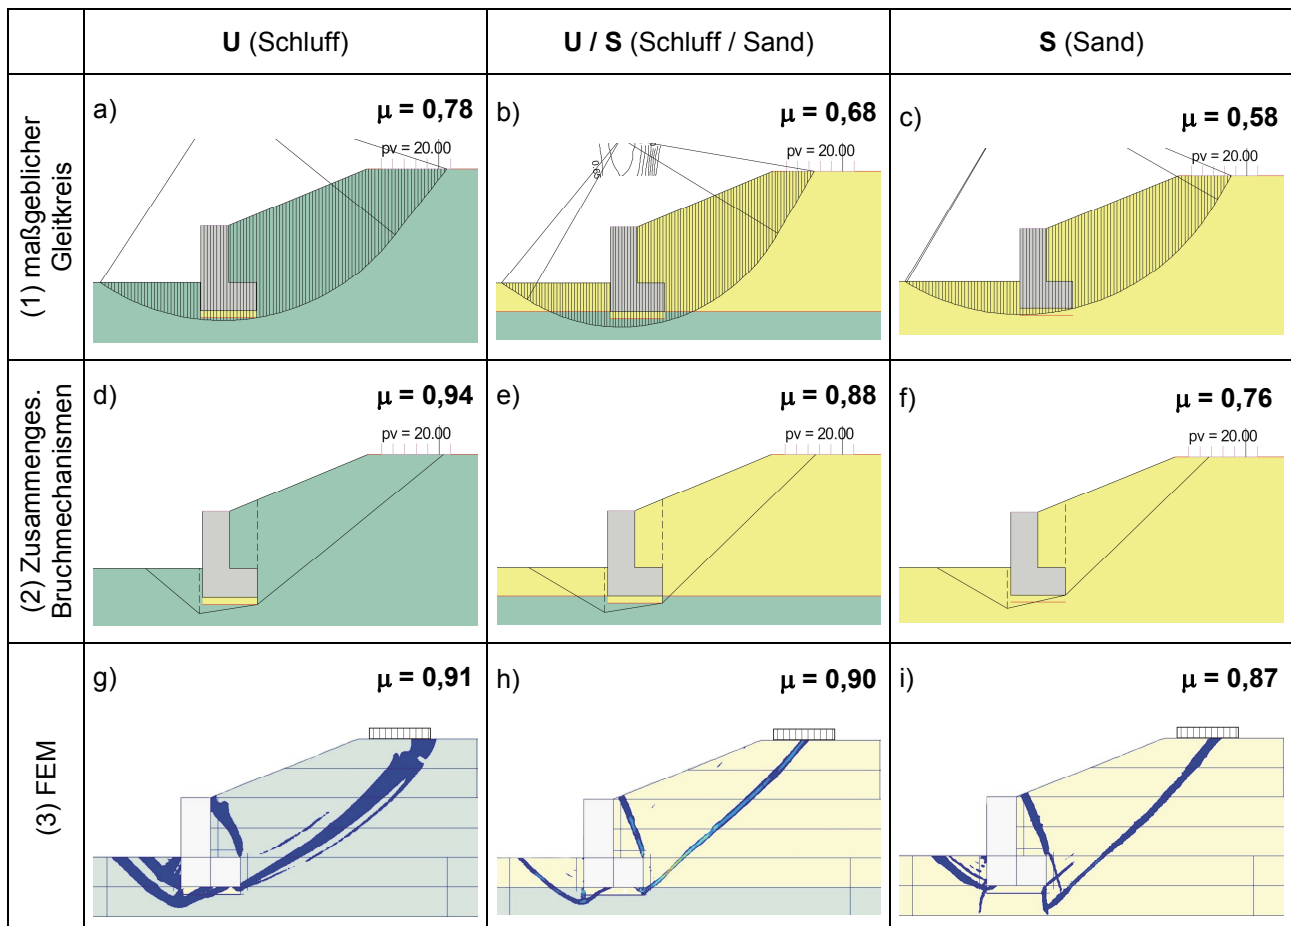 U (Schluff)
U / S (Schluff / Sand)
S (Sand)
(1) maßgeblicher
Gleitkreis
a)
μ = 0,78
pv = 20.00
b)
μ = 0,68
0.65
pv = 20.00
c)
μ = 0,58
pv = 20.00
(2) Zusammenges.
Bruchmechanismen
d)
μ = 0,94
pv = 20.00
e)
μ = 0,88
pv = 20.00
f)
μ = 0,76
pv = 20.00
(3) FEM
g)
μ = 0,91
h)
μ = 0,90
i)
μ = 0,87